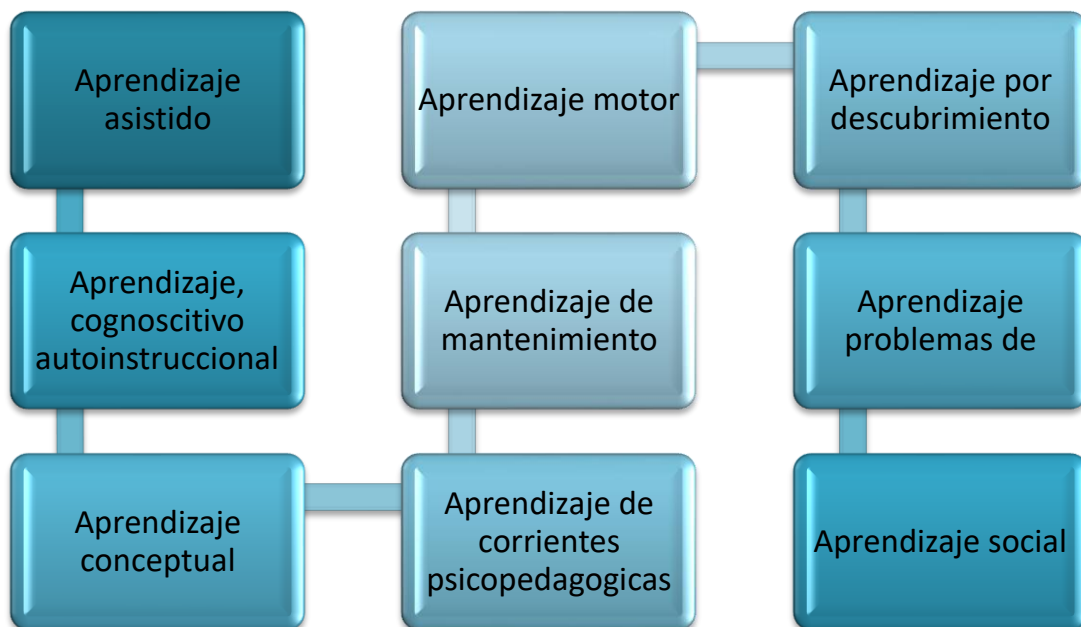 Aprendizaje
asistido
Aprendizaje,
cognoscitivo
autoinstruccional
Aprendizaje
conceptual
Aprendizaje de
corrientes
psicopedagogicas
Aprendizaje de
mantenimiento
Aprendizaje motor
Aprendizaje por
descubrimiento
Aprendizaje
problemas de
Aprendizaje social